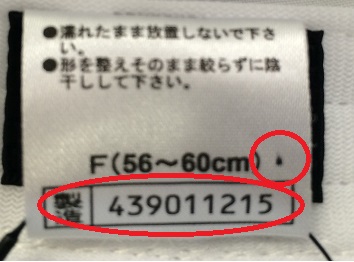 ●濡れたまま放置しないで下さ
い。
●形を整えそのまま絞らずに陰
干しして下さい。
F(56～60cm)
製造 439011215